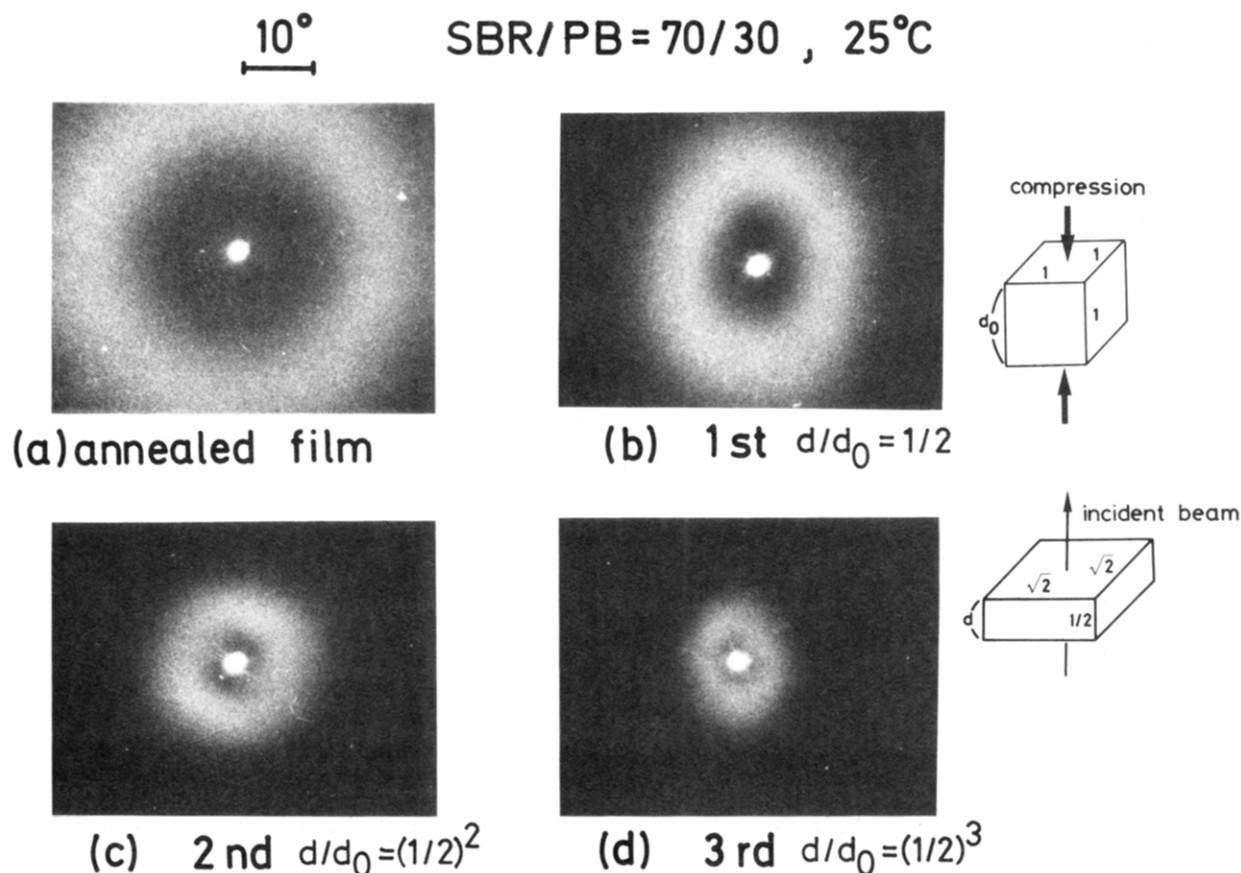 10° SBR/PB=70/30 , 25°C
(a) annealed film
(b) 1st d/d₀=1/2
compression
1
1
d₀
1
incident beam
√2
√2
d
1/2
(c) 2nd d/d₀=(1/2)²
(d) 3rd d/d₀=(1/2)³